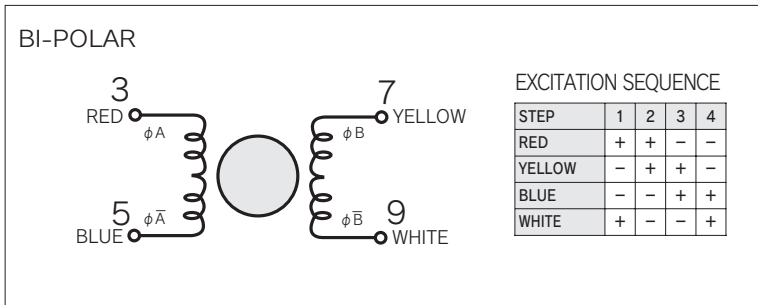 BI-POLAR
3
RED
φA
5
BLUE
φA̅
7
YELLOW
φB
9
WHITE
φB̅
EXCITATION SEQUENCE
STEP 1 2 3 4
RED + + − −
YELLOW − + + −
BLUE − − + +
WHITE + − − +